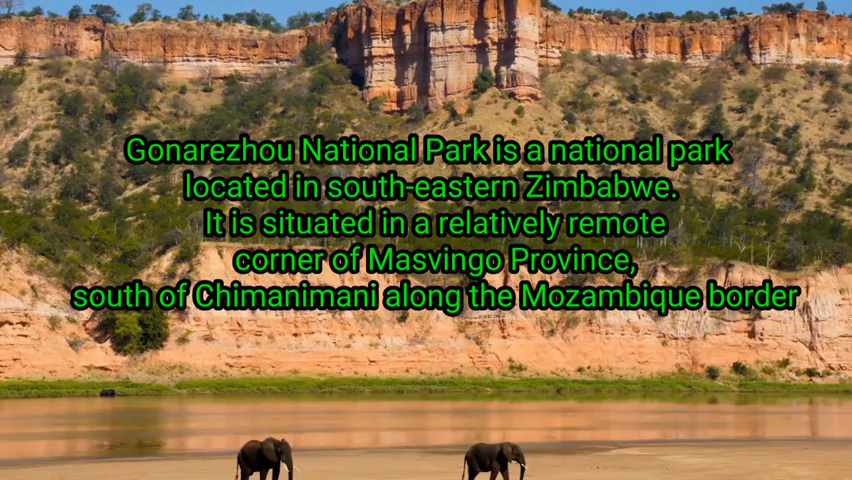 Gonarezhou National Park is a national park
located in south-eastern Zimbabwe.
It is situated in a relatively remote
corner of Masvingo Province,
south of Chimanimani along the Mozambique border